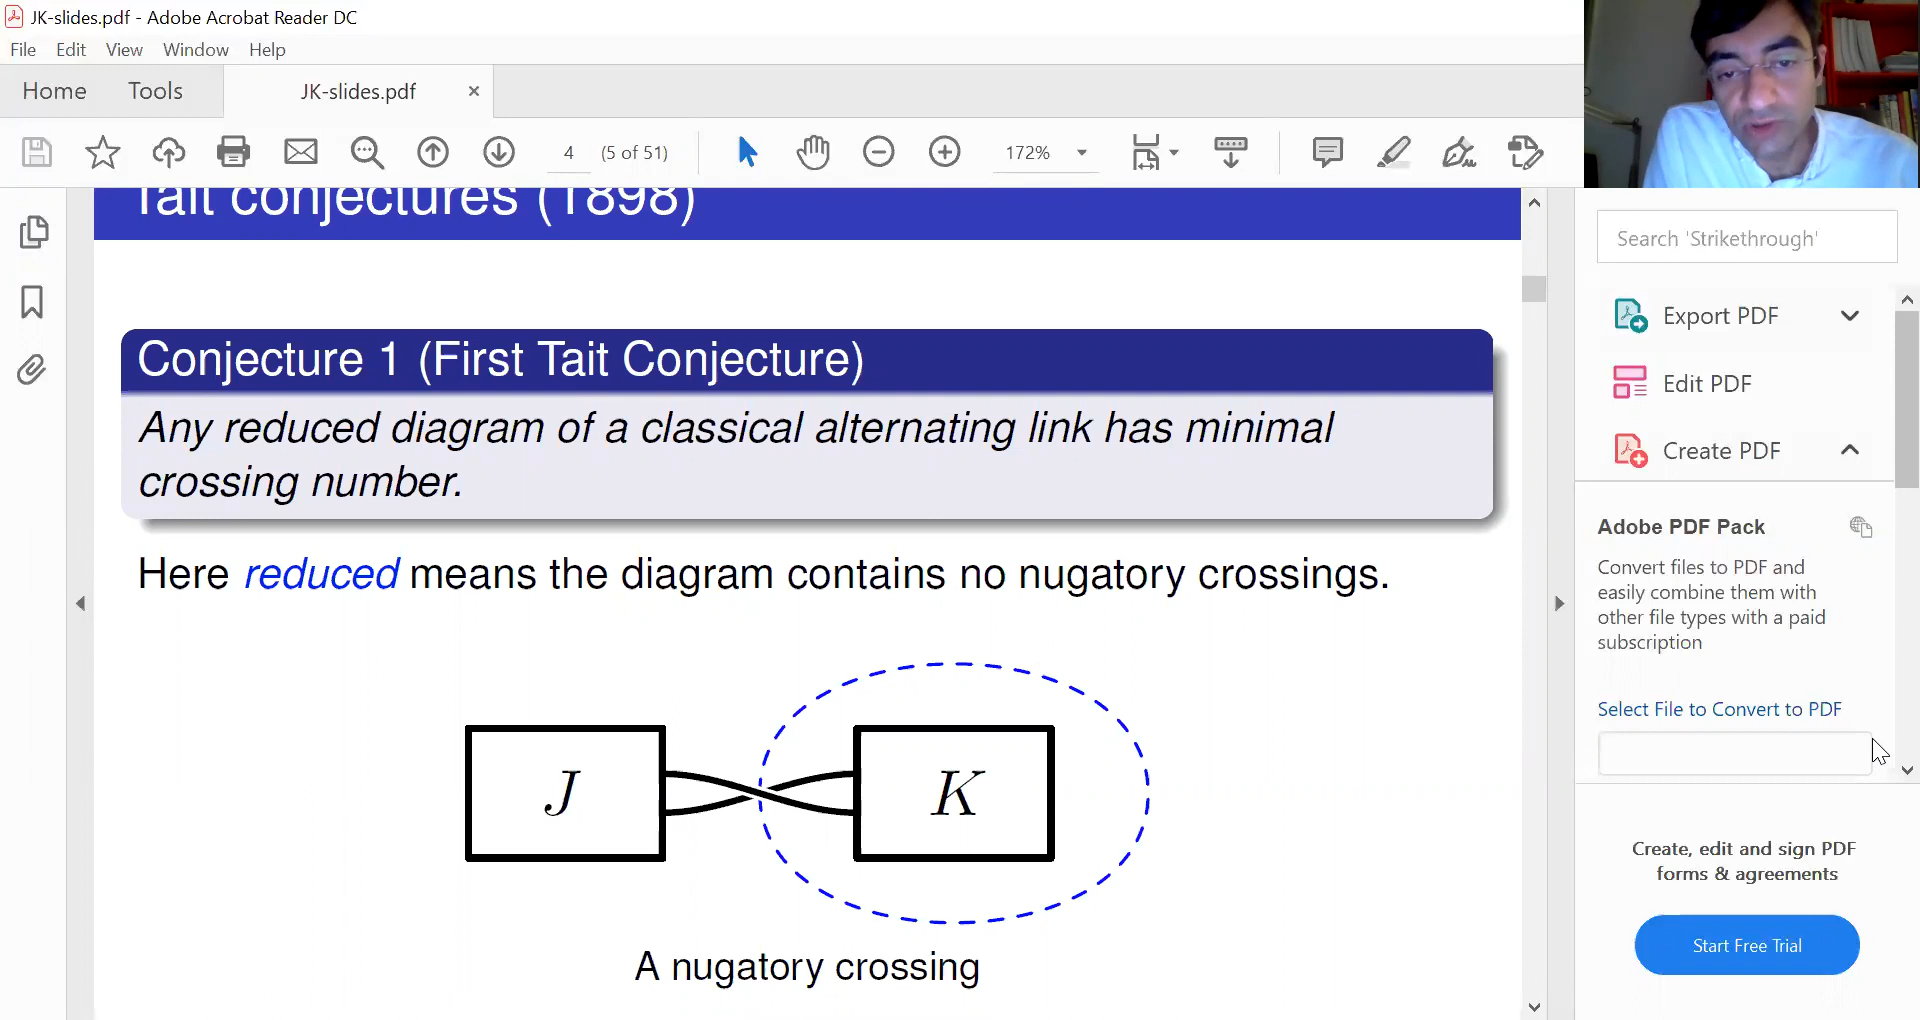 JK-slides.pdf - Adobe Acrobat Reader DC
File Edit View Window Help
Home Tools JK-slides.pdf ×
4 (5 of 51) 172%
Tait conjectures (1898)
Conjecture 1 (First Tait Conjecture)
Any reduced diagram of a classical alternating link has minimal
crossing number.
Here reduced means the diagram contains no nugatory crossings.
J K
A nugatory crossing
Search 'Strikethrough'
Export PDF
Edit PDF
Create PDF
Adobe PDF Pack
Convert files to PDF and
easily combine them with
other file types with a paid
subscription
Select File to Convert to PDF
Create, edit and sign PDF
forms & agreements
Start Free Trial